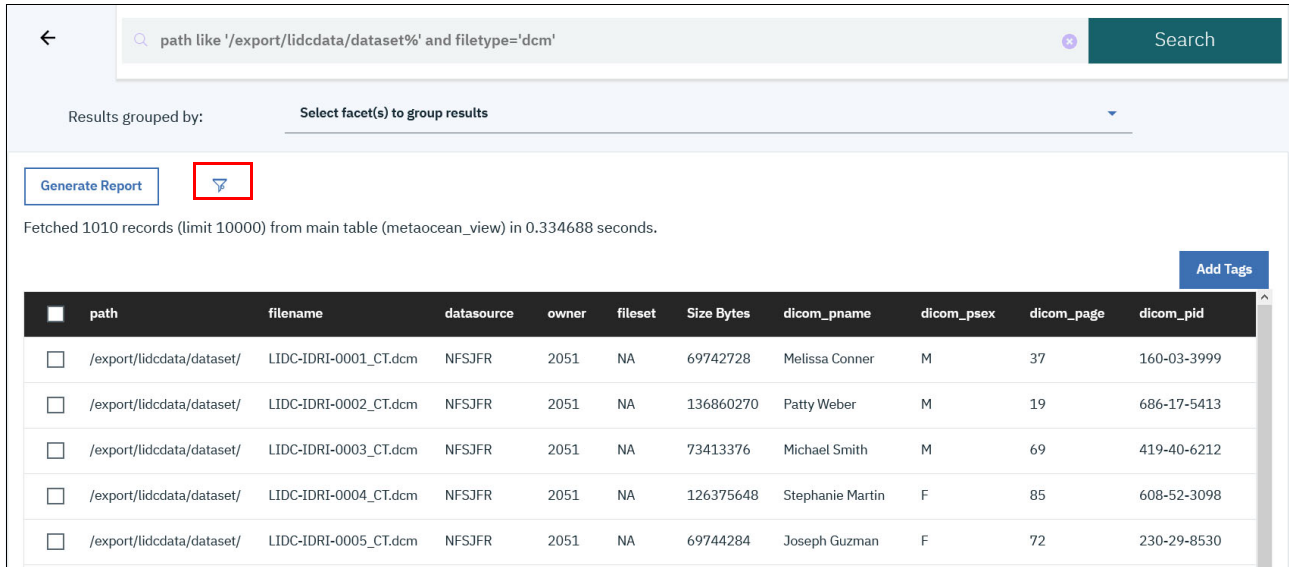 path like '/export/lidcdata/dataset%' and filetype='dcm' Search
Results grouped by: Select facet(s) to group results
Generate Report
Fetched 1010 records (limit 10000) from main table (metaocean_view) in 0.334688 seconds.
Add Tags
path filename datasource owner fileset Size Bytes dicom_pname dicom_psex dicom_page dicom_pid
/export/lidcdata/dataset/ LIDC-IDRI-0001_CT.dcm NFSJFR 2051 NA 69742728 Melissa Conner M 37 160-03-3999
/export/lidcdata/dataset/ LIDC-IDRI-0002_CT.dcm NFSJFR 2051 NA 136860270 Patty Weber M 19 686-17-5413
/export/lidcdata/dataset/ LIDC-IDRI-0003_CT.dcm NFSJFR 2051 NA 73413376 Michael Smith M 69 419-40-6212
/export/lidcdata/dataset/ LIDC-IDRI-0004_CT.dcm NFSJFR 2051 NA 126375648 Stephanie Martin F 85 608-52-3098
/export/lidcdata/dataset/ LIDC-IDRI-0005_CT.dcm NFSJFR 2051 NA 69744284 Joseph Guzman F 72 230-29-8530